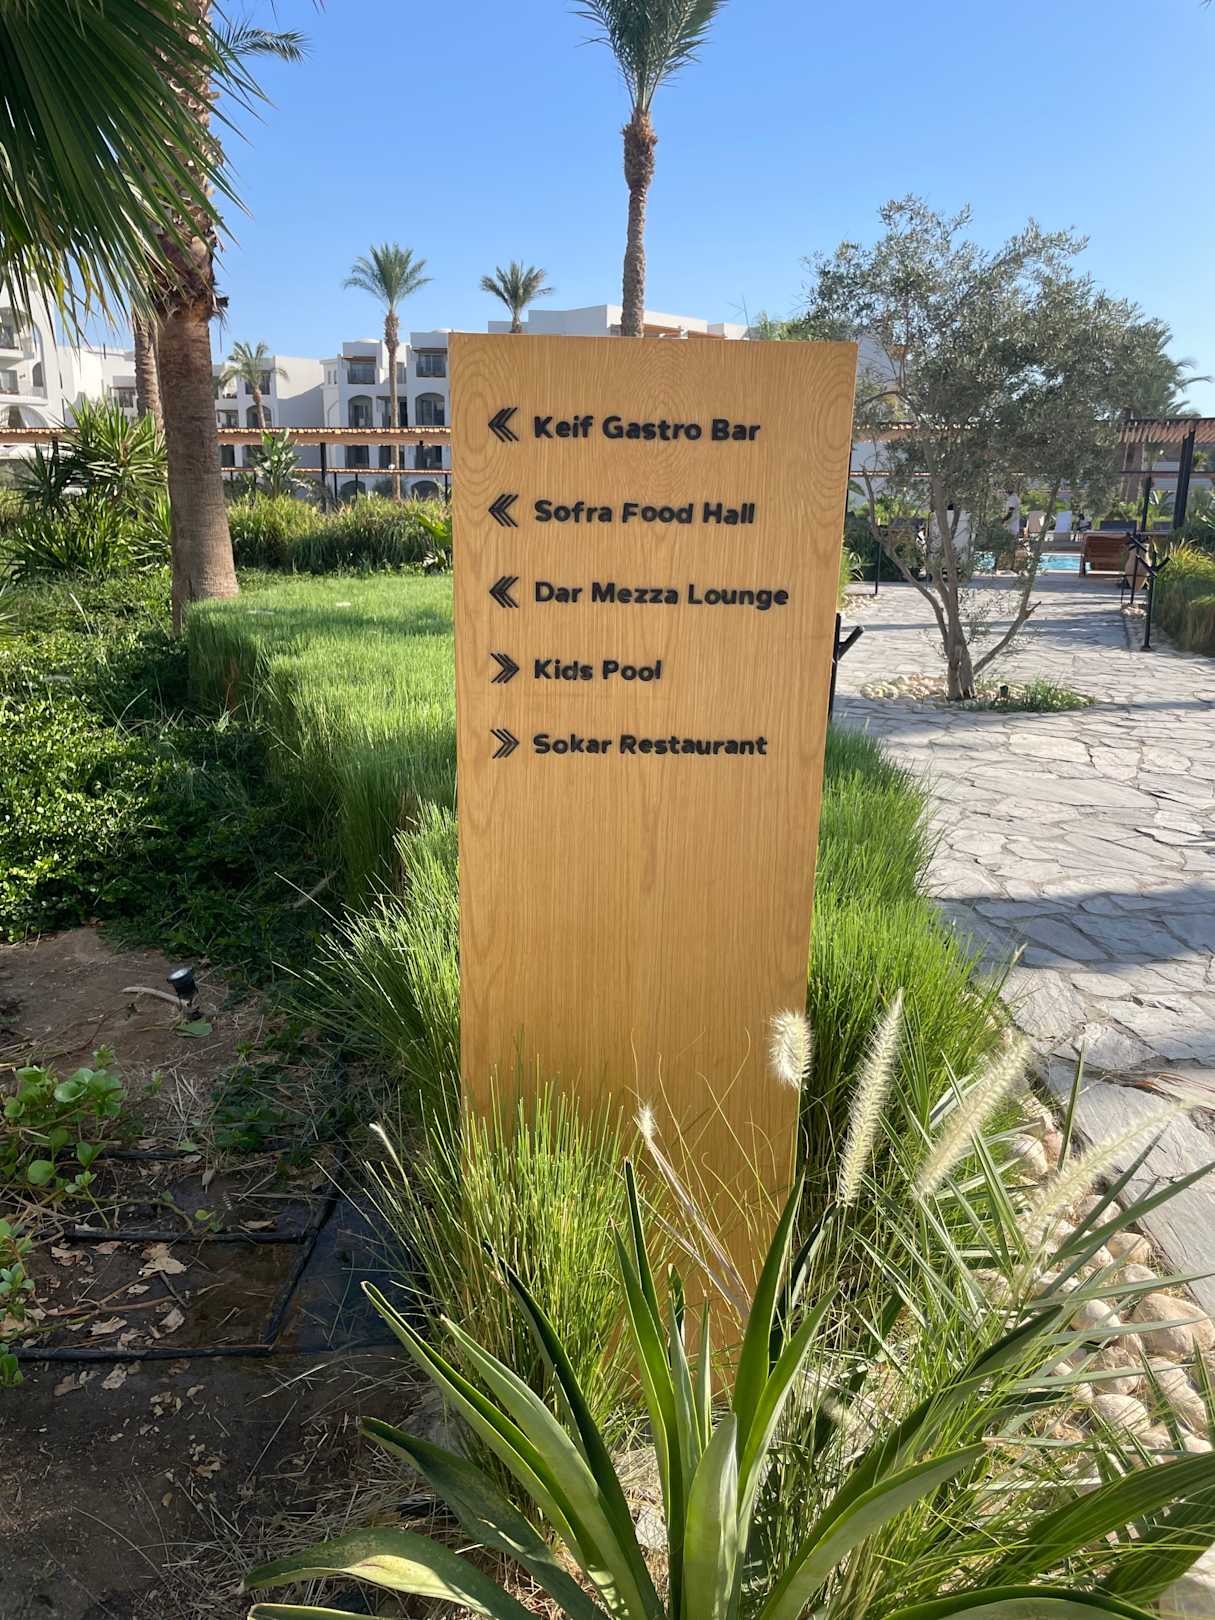 Keif Gastro Bar
Sofra Food Hall
Dar Mezza Lounge
Kids Pool
Sokar Restaurant